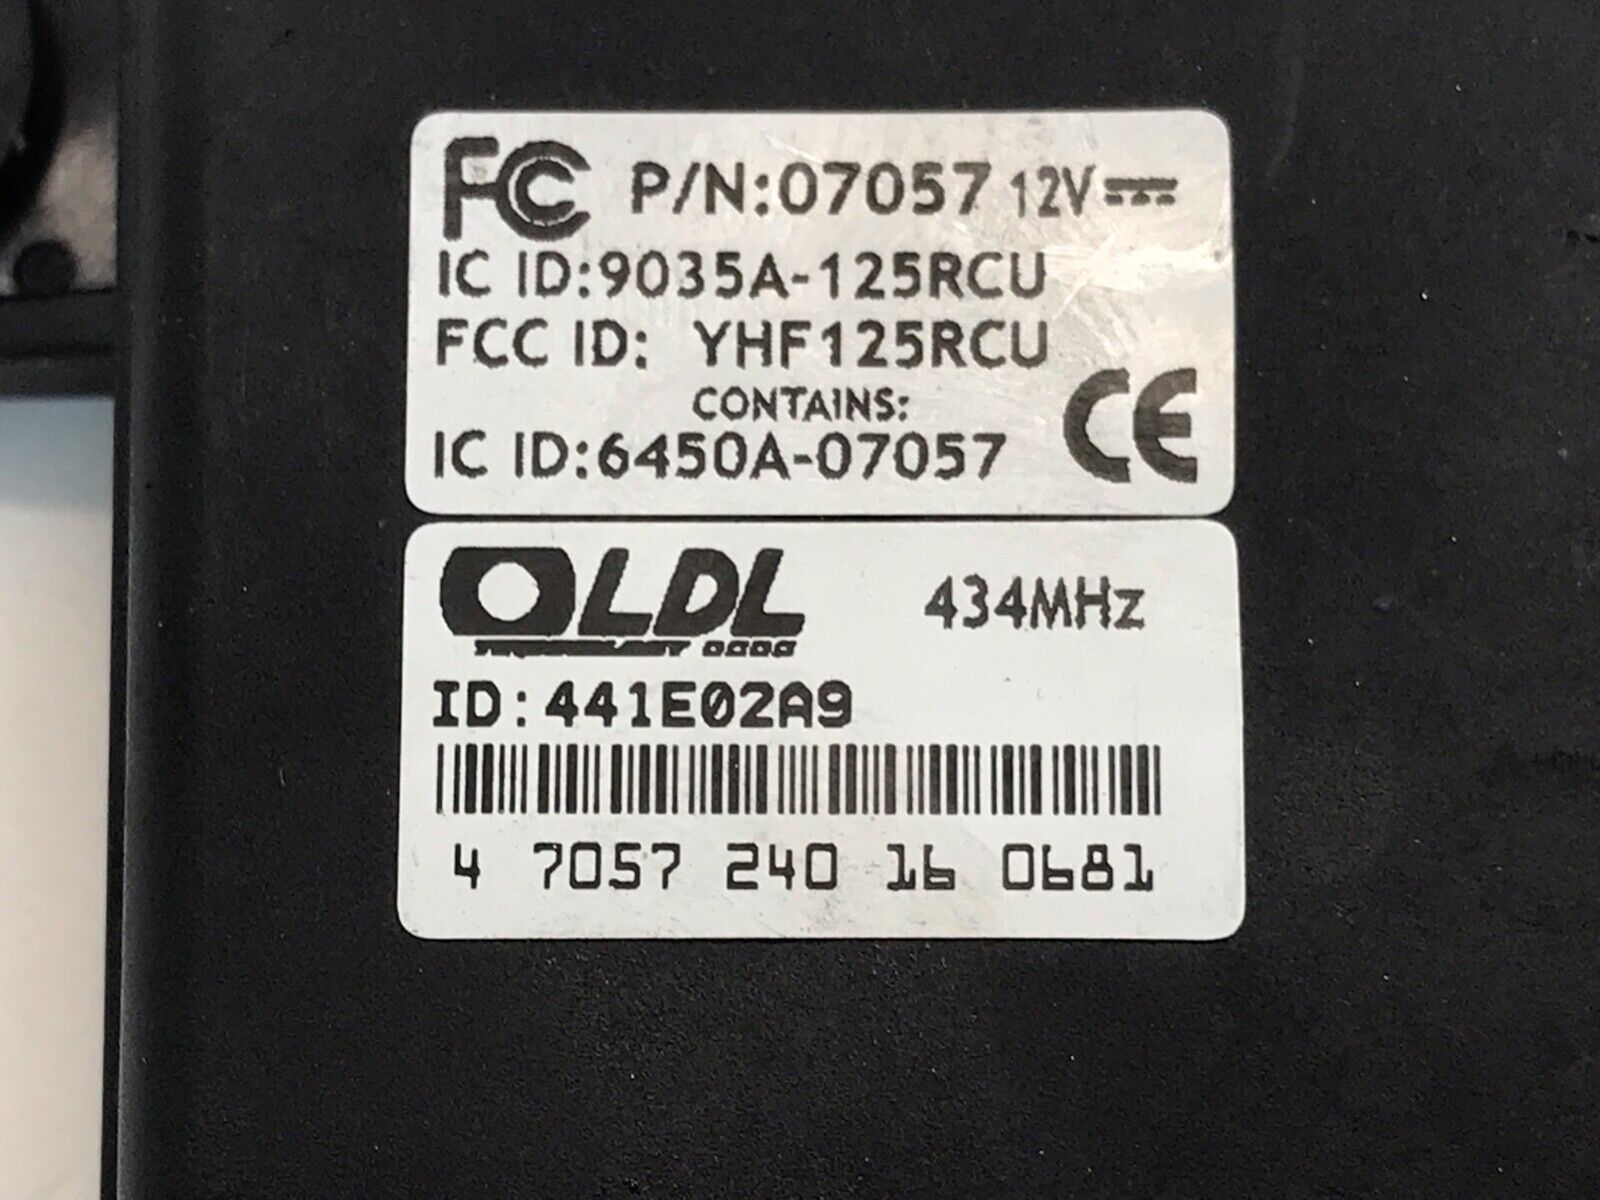 FC P/N:07057 12V
IC ID:9035A-125RCU
FCC ID: YHF125RCU
CONTAINS:
IC ID:6450A-07057
CE
LDL 434MHz
TECHNOLOGY
ID:441E02A9
4 7057 240 16 0681